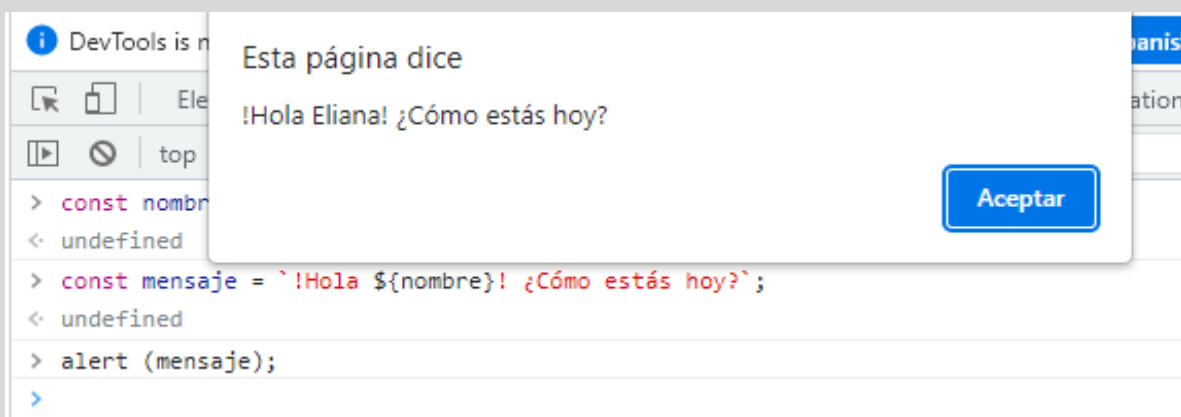 DevTools is n
Esta página dice
!Hola Eliana! ¿Cómo estás hoy?
Aceptar
anis
Ele
ation
top
> const nombr
<· undefined
> const mensaje = `!Hola ${nombre}! ¿Cómo estás hoy?`;
<· undefined
> alert (mensaje);
>